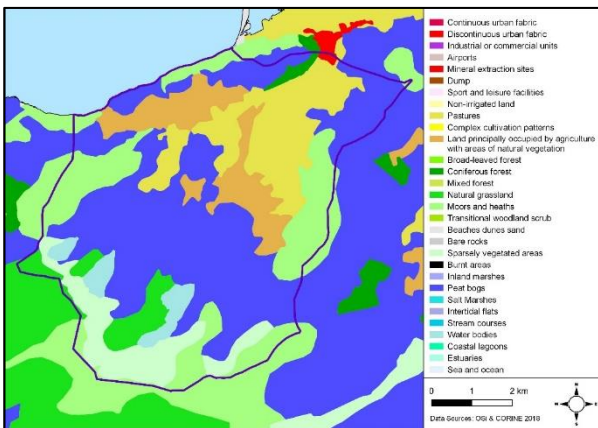 Continuous urban fabric
Discontinuous urban fabric
Industrial or commercial units
Airports
Mineral extraction sites
Dump
Sport and leisure facilities
Non-irrigated land
Pastures
Complex cultivation patterns
Land principally occupied by agriculture
with areas of natural vegetation
Broad-leaved forest
Coniferous forest
Mixed forest
Natural grassland
Moors and heaths
Transitional woodland scrub
Beaches dunes sand
Bare rocks
Sparsely vegetated areas
Burnt areas
Inland marshes
Peat bogs
Salt Marshes
Intertidal flats
Stream courses
Water bodies
Coastal lagoons
Estuaries
Sea and ocean
0 1 2 km
Data Sources: OSi & CORINE 2018